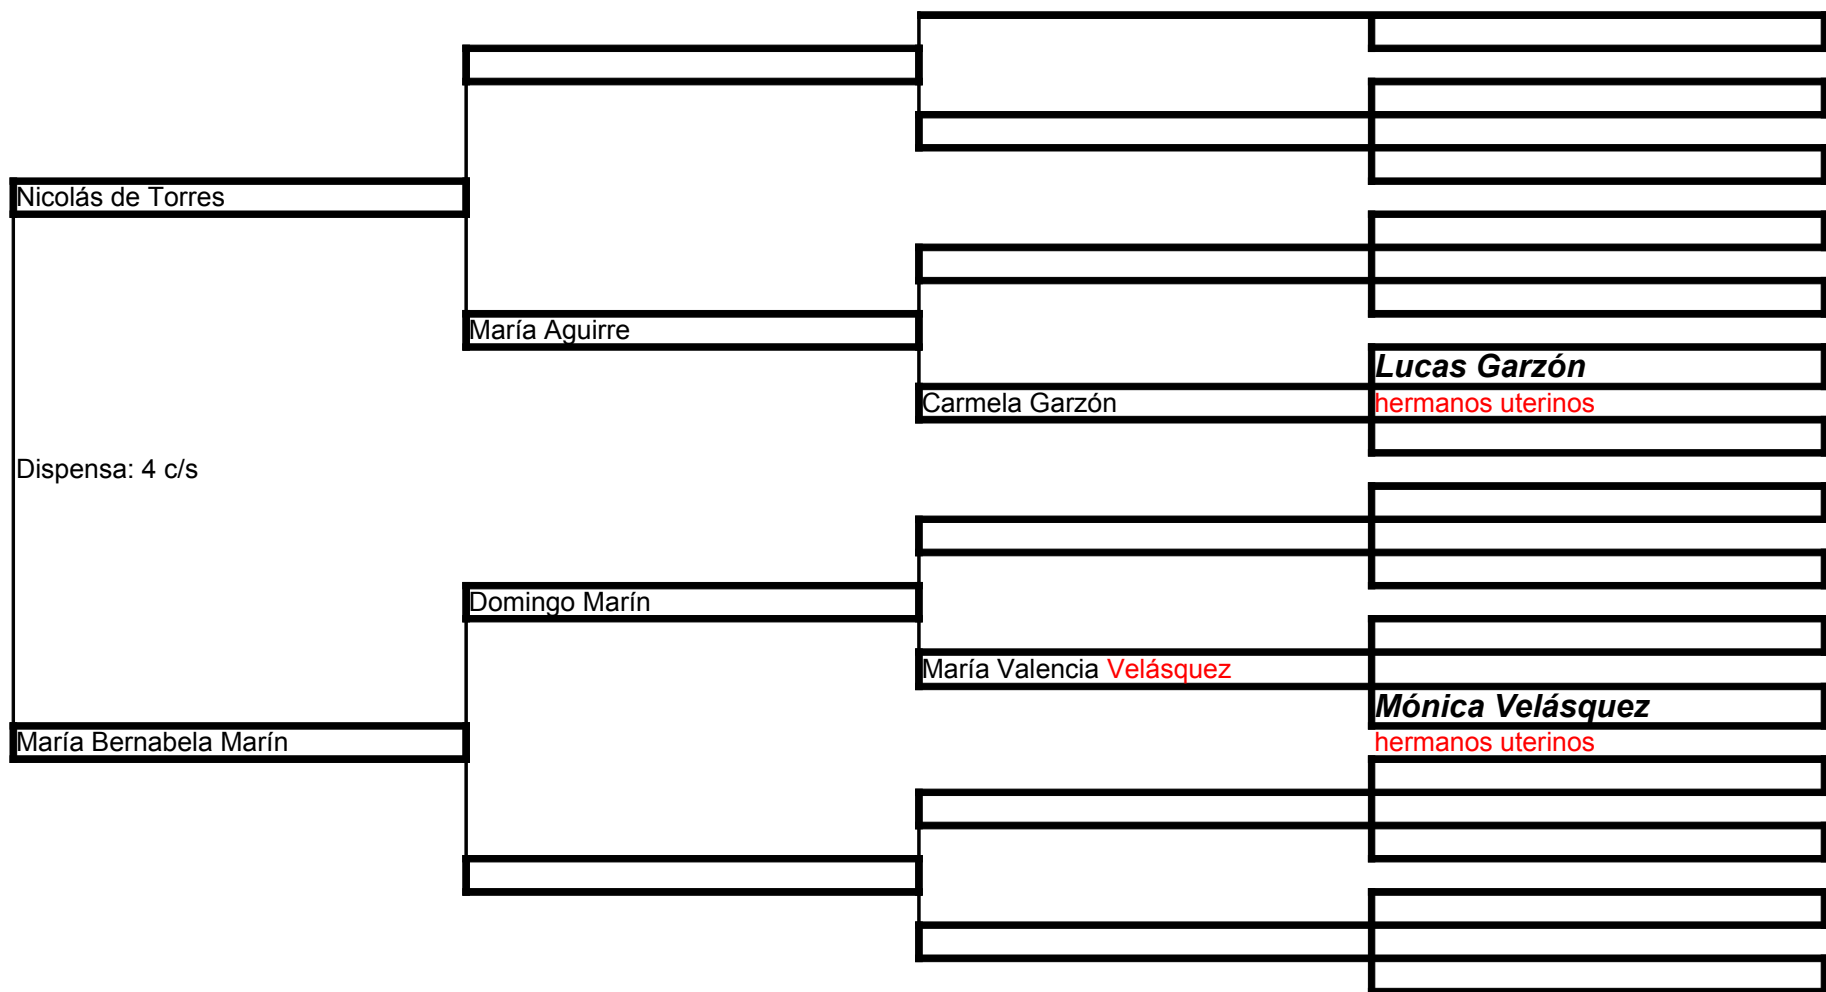 Nicolás de Torres
María Aguirre
Lucas Garzón
Carmela Garzón
hermanos uterinos
Dispensa: 4 c/s
Domingo Marín
María Valencia Velásquez
Mónica Velásquez
María Bernabela Marín
hermanos uterinos